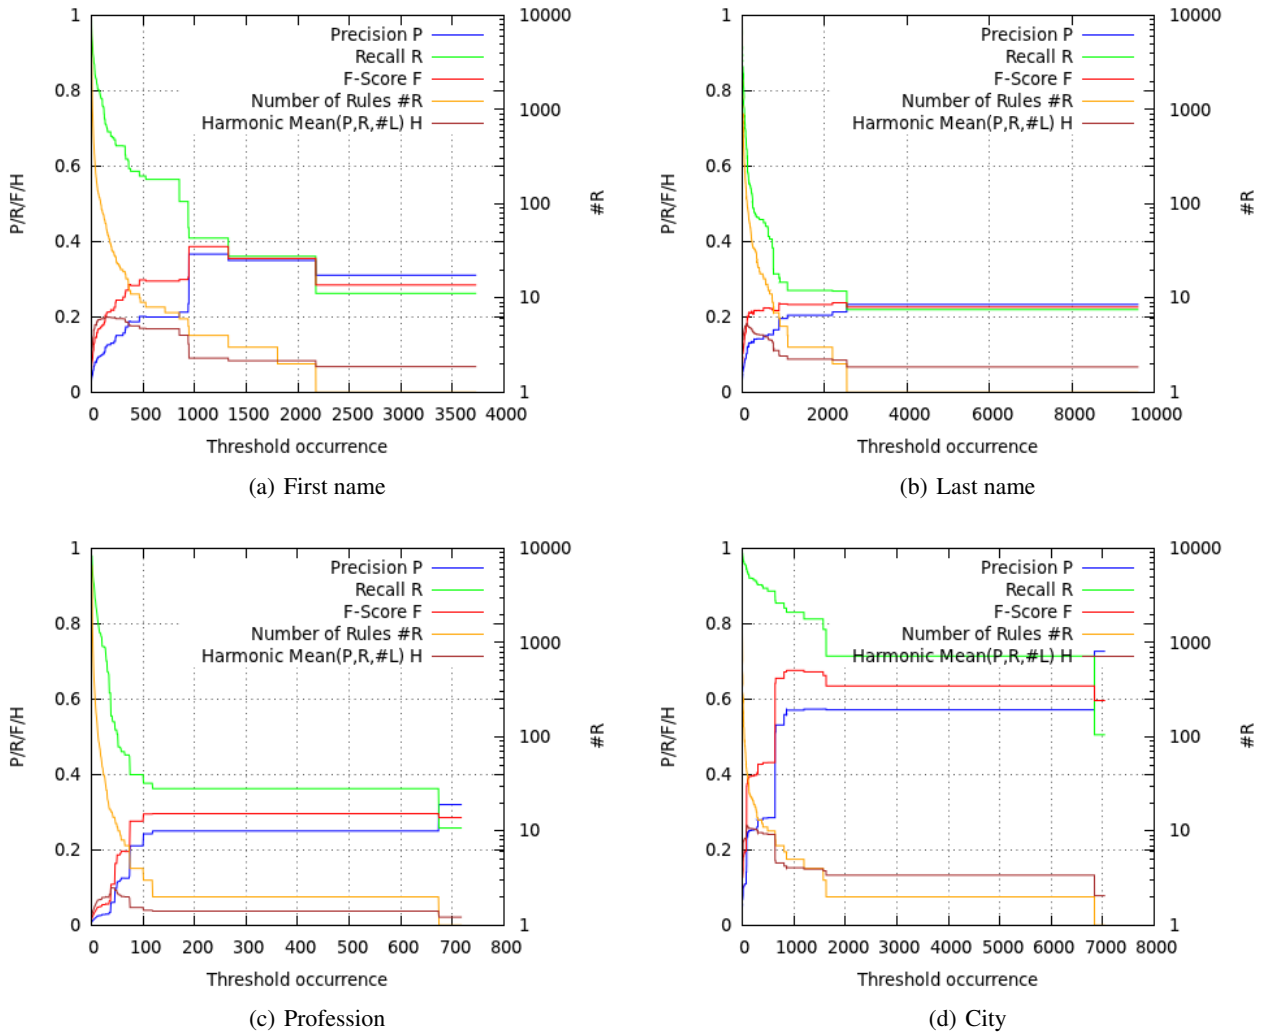 1
0.8
0.6
0.4
0.2
0
P/R/F/H
Precision P
Recall R
F-Score F
Number of Rules #R
Harmonic Mean(P,R,#L) H
10000
1000
100
10
1
#R
0 500 1000 1500 2000 2500 3000 3500 4000
Threshold occurrence
(a) First name
1
0.8
0.6
0.4
0.2
0
P/R/F/H
Precision P
Recall R
F-Score F
Number of Rules #R
Harmonic Mean(P,R,#L) H
10000
1000
100
10
1
#R
0 2000 4000 6000 8000 10000
Threshold occurrence
(b) Last name
1
0.8
0.6
0.4
0.2
0
P/R/F/H
Precision P
Recall R
F-Score F
Number of Rules #R
Harmonic Mean(P,R,#L) H
10000
1000
100
10
1
#R
0 100 200 300 400 500 600 700 800
Threshold occurrence
(c) Profession
1
0.8
0.6
0.4
0.2
0
P/R/F/H
Precision P
Recall R
F-Score F
Number of Rules #R
Harmonic Mean(P,R,#L) H
10000
1000
100
10
1
#R
0 1000 2000 3000 4000 5000 6000 7000 8000
Threshold occurrence
(d) City